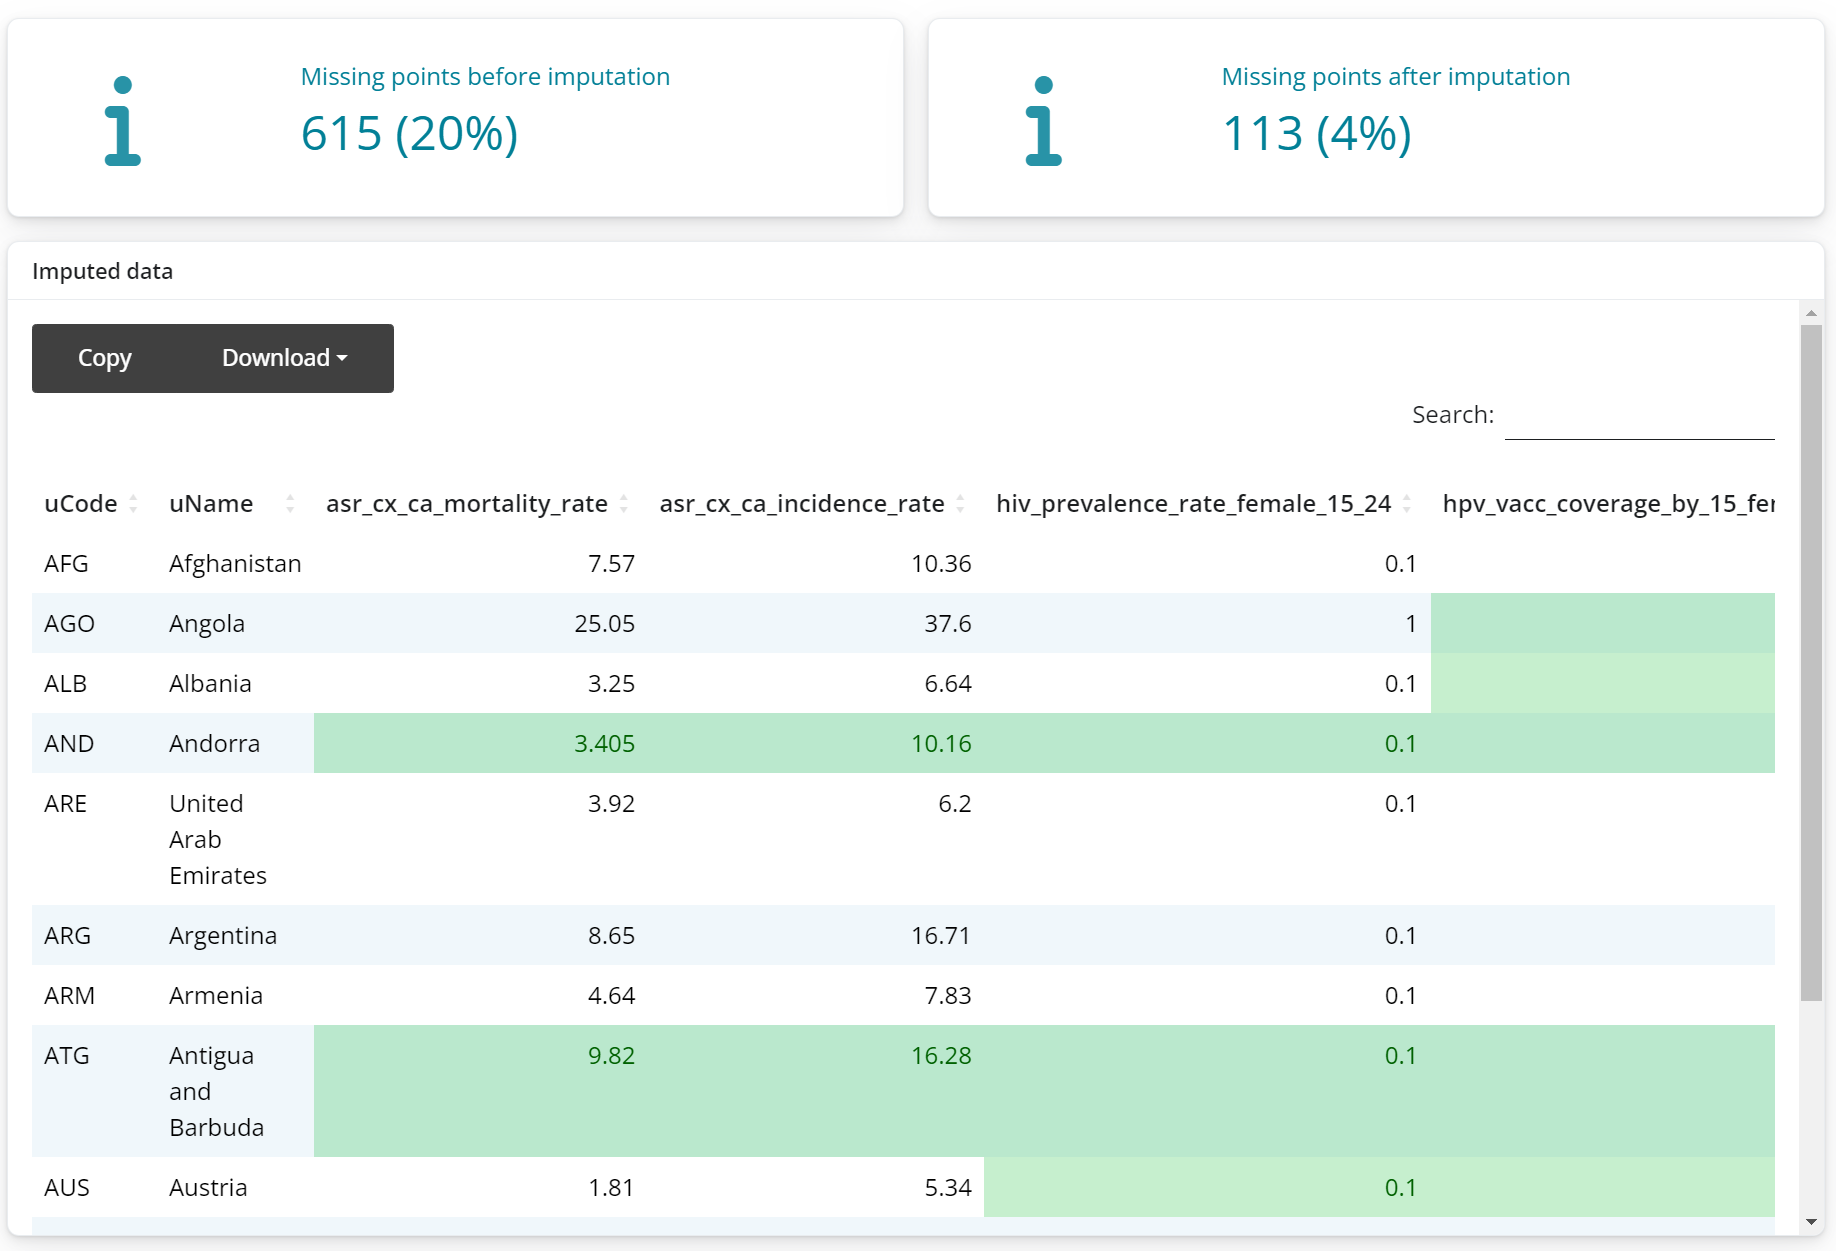 Missing points before imputation
615 (20%)
Missing points after imputation
113 (4%)
Imputed data
Copy Download
Search:
uCode uName asr_cx_ca_mortality_rate asr_cx_ca_incidence_rate hiv_prevalence_rate_female_15_24 hpv_vacc_coverage_by_15_fer
AFG Afghanistan 7.57 10.36 0.1
AGO Angola 25.05 37.6 1
ALB Albania 3.25 6.64 0.1
AND Andorra 3.405 10.16 0.1
ARE United 3.92 6.2 0.1
Arab
Emirates
ARG Argentina 8.65 16.71 0.1
ARM Armenia 4.64 7.83 0.1
ATG Antigua 9.82 16.28 0.1
and
Barbuda
AUS Austria 1.81 5.34 0.1